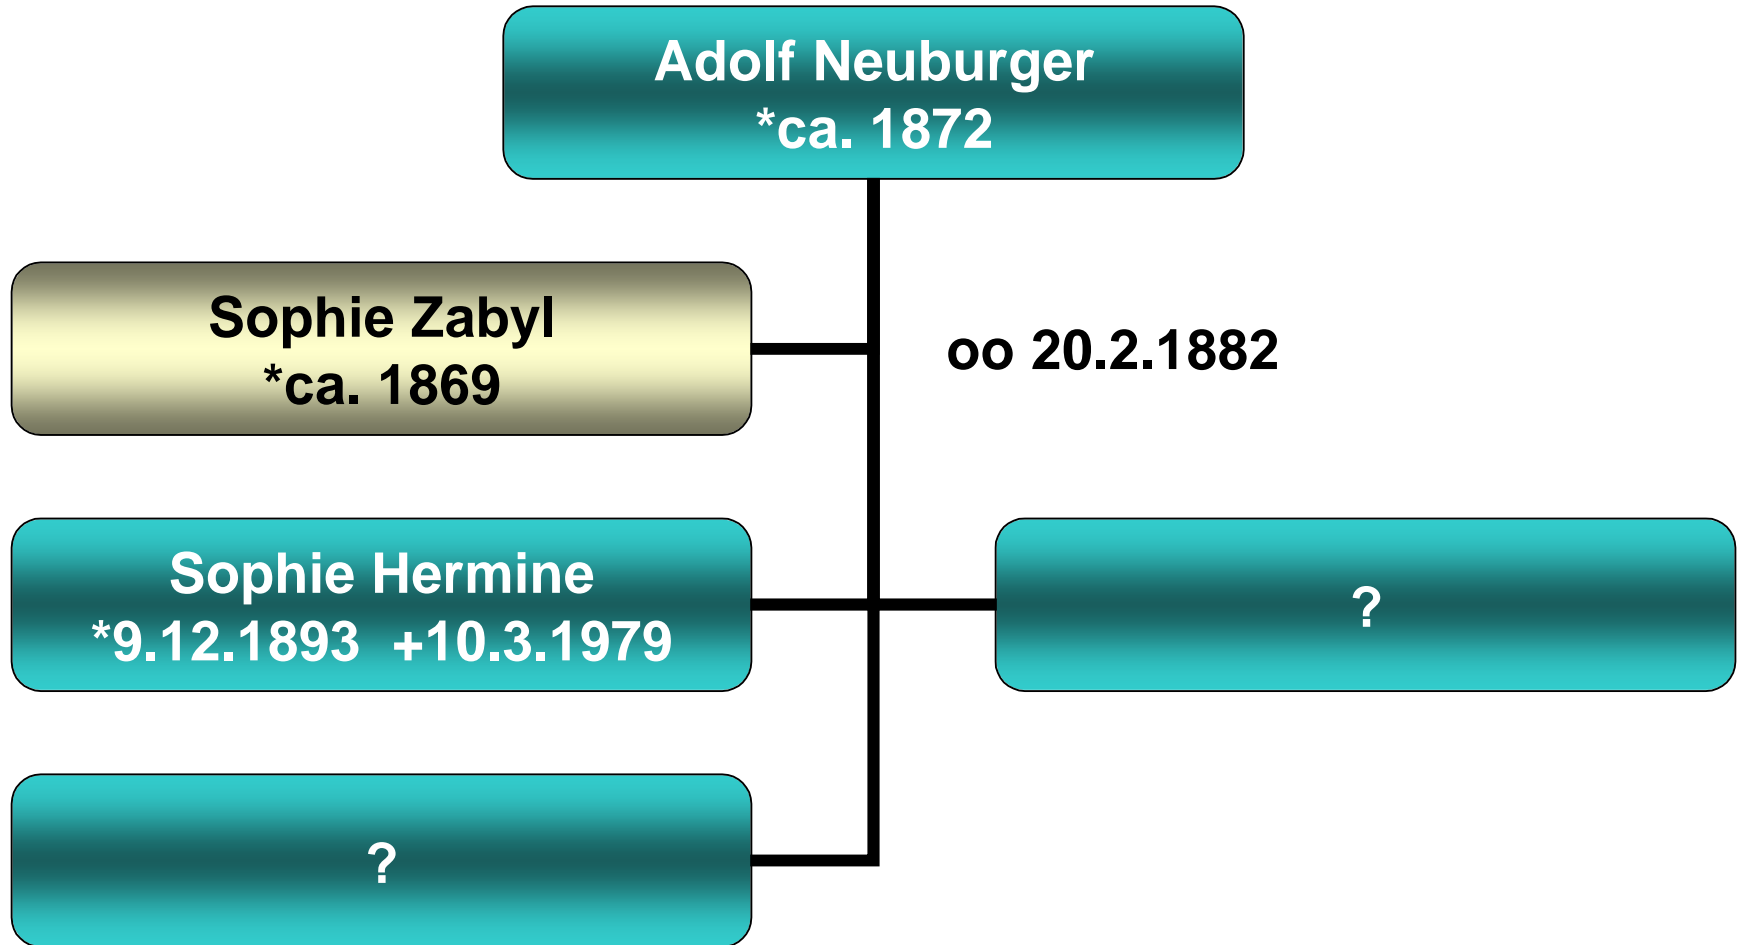 Adolf Neuburger
*ca. 1872
Sophie Zabyl
*ca. 1869
oo 20.2.1882
Sophie Hermine
*9.12.1893  +10.3.1979
?
?